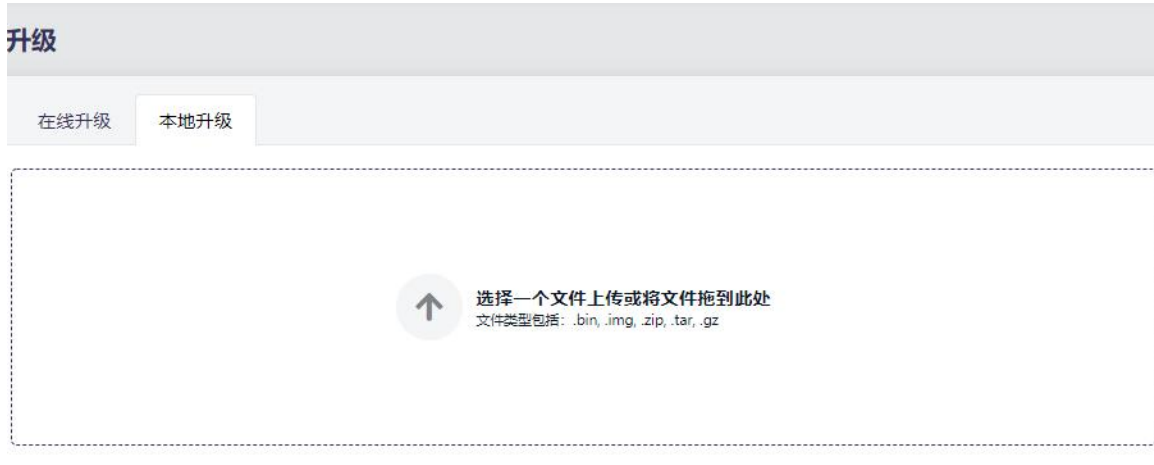 升级
在线升级 本地升级
选择一个文件上传或将文件拖到此处
文件类型包括：.bin, .img, .zip, .tar, .gz